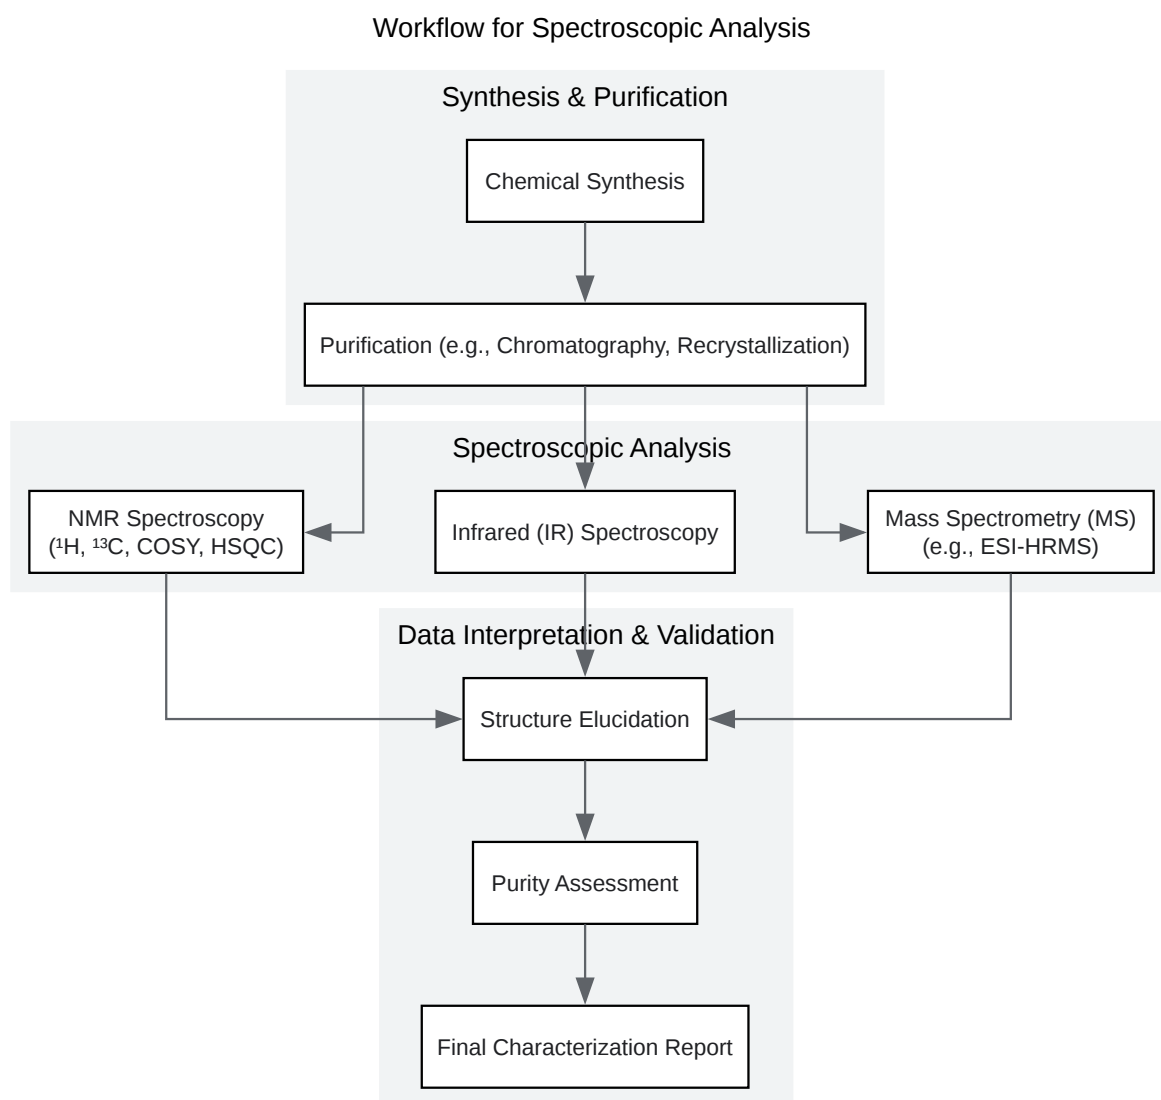 Workflow for Spectroscopic Analysis
Synthesis & Purification
Chemical Synthesis
Purification (e.g., Chromatography, Recrystallization)
Spectroscopic Analysis
NMR Spectroscopy
(¹H, ¹³C, COSY, HSQC)
Infrared (IR) Spectroscopy
Mass Spectrometry (MS)
(e.g., ESI-HRMS)
Data Interpretation & Validation
Structure Elucidation
Purity Assessment
Final Characterization Report